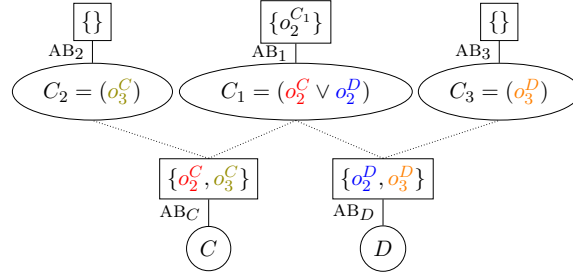 {} {o_2^{C_1}} {}
AB_2 AB_1 AB_3
C_2 = (o_3^C) C_1 = (o_2^C ∨ o_2^D) C_3 = (o_3^D)
{o_2^C, o_3^C} {o_2^D, o_3^D}
AB_C AB_D
C D